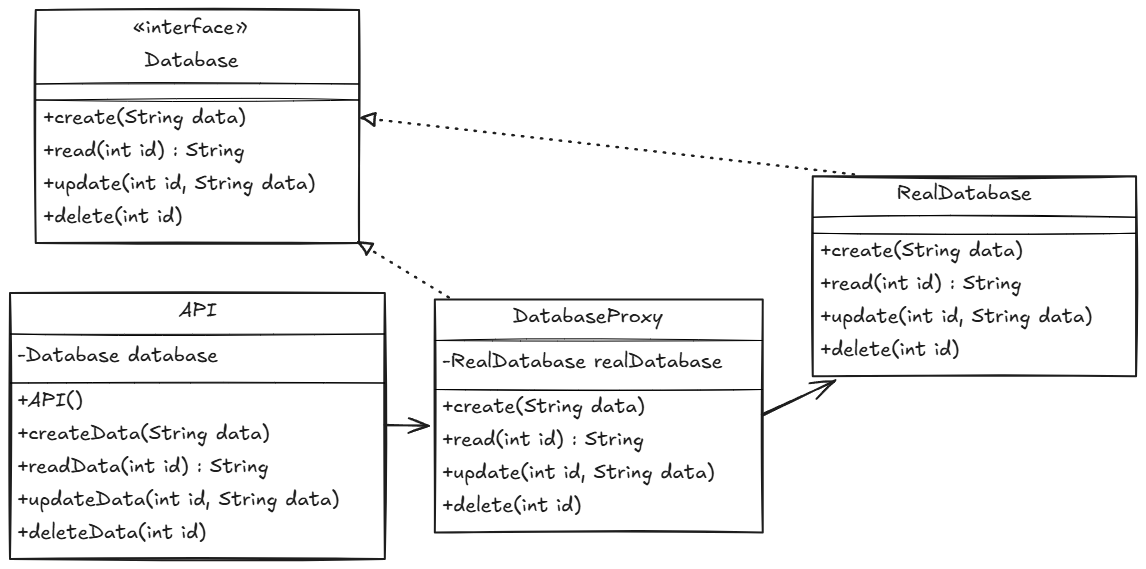 «interface»
Database
+create(String data)
+read(int id) : String
+update(int id, String data)
+delete(int id)
RealDatabase
+create(String data)
+read(int id) : String
+update(int id, String data)
+delete(int id)
API
-Database database
+API()
+createData(String data)
+readData(int id) : String
+updateData(int id, String data)
+deleteData(int id)
DatabaseProxy
-RealDatabase realDatabase
+create(String data)
+read(int id) : String
+update(int id, String data)
+delete(int id)